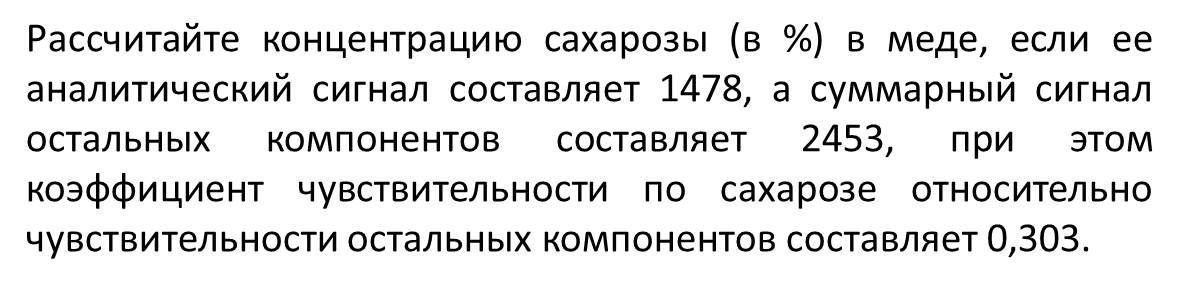 Рассчитайте концентрацию сахарозы (в %) в меде, если ее
аналитический сигнал составляет 1478, а суммарный сигнал
остальных компонентов составляет 2453, при этом
коэффициент чувствительности по сахарозе относительно
чувствительности остальных компонентов составляет 0,303.